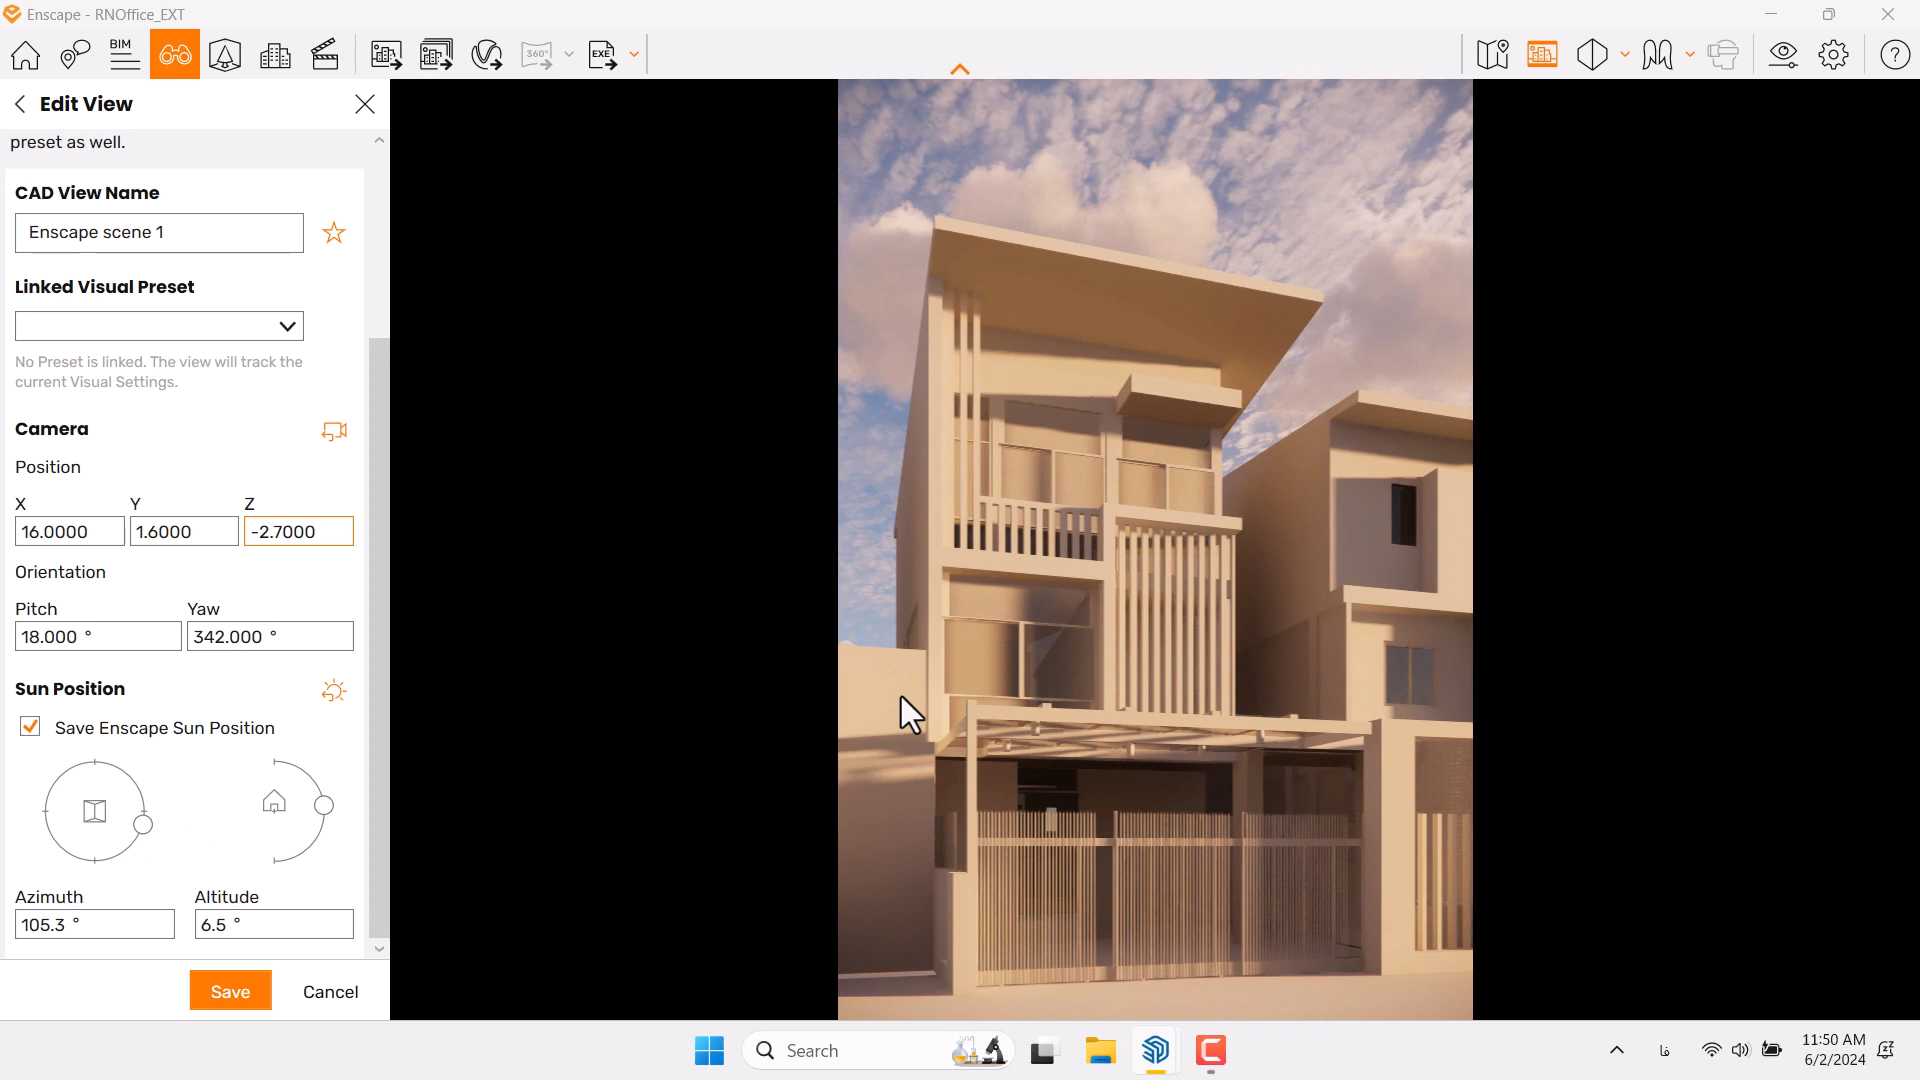 Enscape - RNOffice_EXT
BIM
360°
EXE
?
Edit View
preset as well.
CAD View Name
Enscape scene 1
Linked Visual Preset
No Preset is linked. The view will track the
current Visual Settings.
Camera
Position
X Y Z
16.0000 1.6000 -2.7000
Orientation
Pitch Yaw
18.000 ° 342.000 °
Sun Position
Save Enscape Sun Position
Azimuth Altitude
105.3 ° 6.5 °
Save Cancel
Search
فا
11:50 AM
6/2/2024